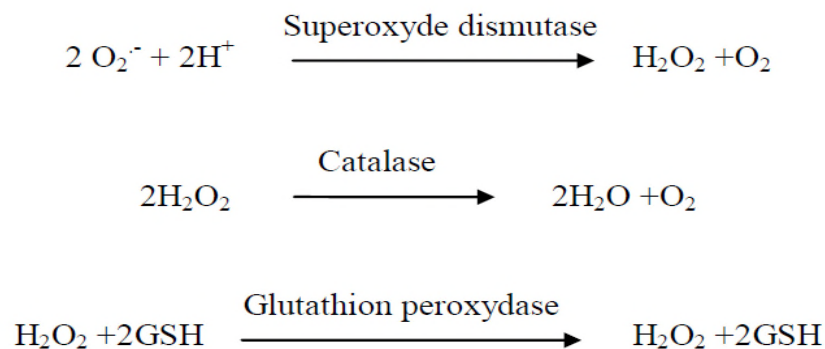 Superoxyde dismutase
2 O₂·⁻ + 2H⁺ H₂O₂ +O₂
Catalase
2H₂O₂ 2H₂O +O₂
Glutathion peroxydase
H₂O₂ +2GSH H₂O₂ +2GSH